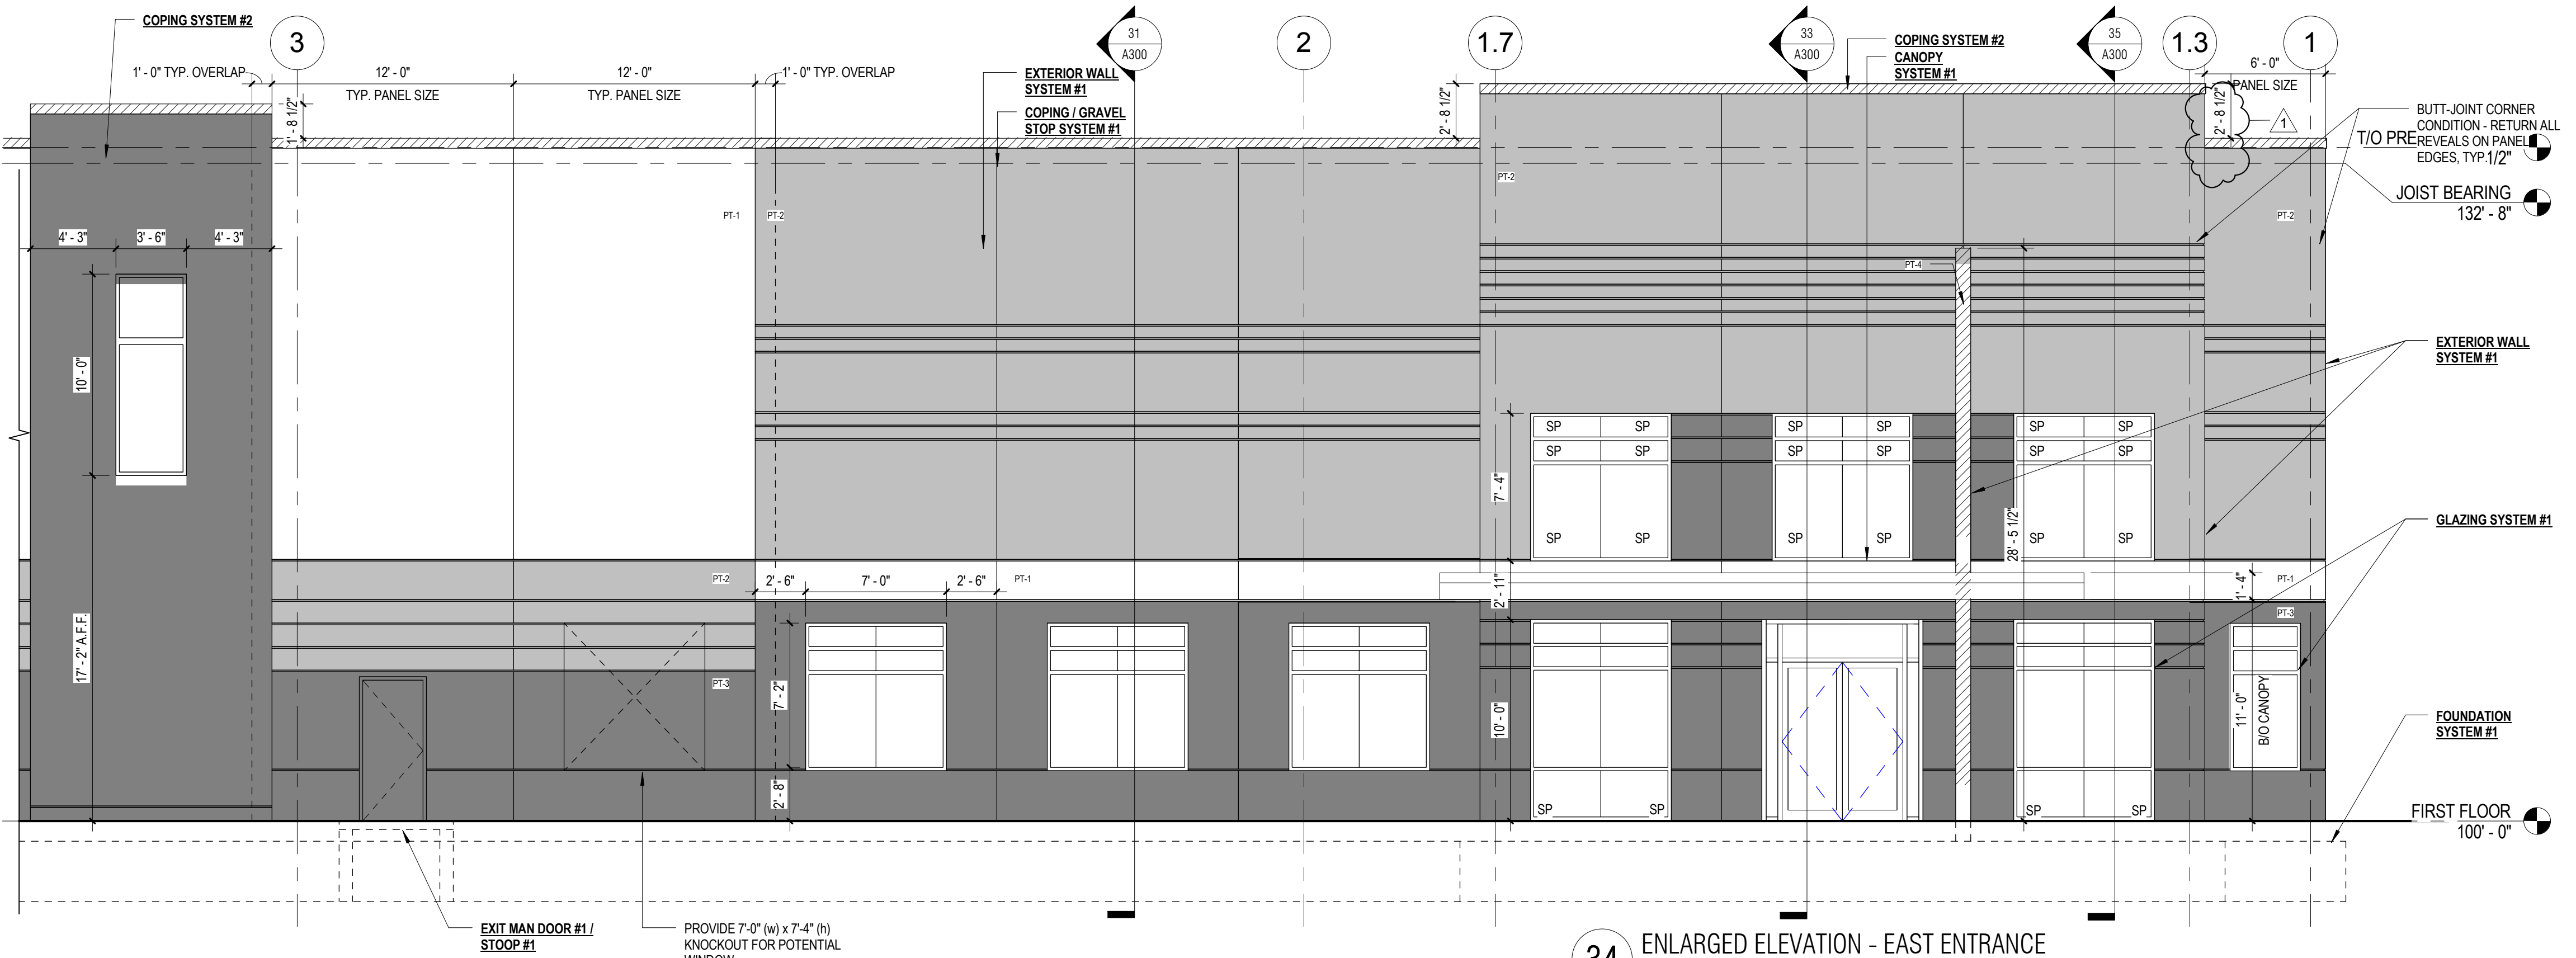 COPING SYSTEM #2
3
31
A300
2
1.7
33
A300
COPING SYSTEM #2
CANOPY
SYSTEM #1
35
A300
1.3
1
1' - 0" TYP. OVERLAP
12' - 0"
TYP. PANEL SIZE
12' - 0"
TYP. PANEL SIZE
1' - 0" TYP. OVERLAP
EXTERIOR WALL
SYSTEM #1
COPING / GRAVEL
STOP SYSTEM #1
6' - 0"
PANEL SIZE
1' - 8 1/2"
2' - 8 1/2"
2' - 8 1/2"
1
BUTT-JOINT CORNER
CONDITION - RETURN ALL
REVEALS ON PANEL
EDGES, TYP.
T/O PRE
1/2"
JOIST BEARING
132' - 8"
PT-2
PT-1
PT-2
PT-2
4' - 3"
3' - 6"
4' - 3"
PT-4
10' - 0"
EXTERIOR WALL
SYSTEM #1
SP SP SP SP SP SP
SP SP SP SP SP SP
7' - 4"
28' - 5 1/2"
SP SP SP SP SP SP
GLAZING SYSTEM #1
PT-2
2' - 6"
7' - 0"
2' - 6"
PT-1
2' - 11"
1' - 4"
PT-1
PT-3
17' - 2" A.F.F.
PT-3
7' - 2"
10' - 0"
11' - 0"
B/O CANOPY
FOUNDATION
SYSTEM #1
2' - 8"
SP SP SP SP
FIRST FLOOR
100' - 0"
EXIT MAN DOOR #1 /
STOOP #1
PROVIDE 7'-0" (w) x 7'-4" (h)
KNOCKOUT FOR POTENTIAL
WINDOW
34
ENLARGED ELEVATION - EAST ENTRANCE